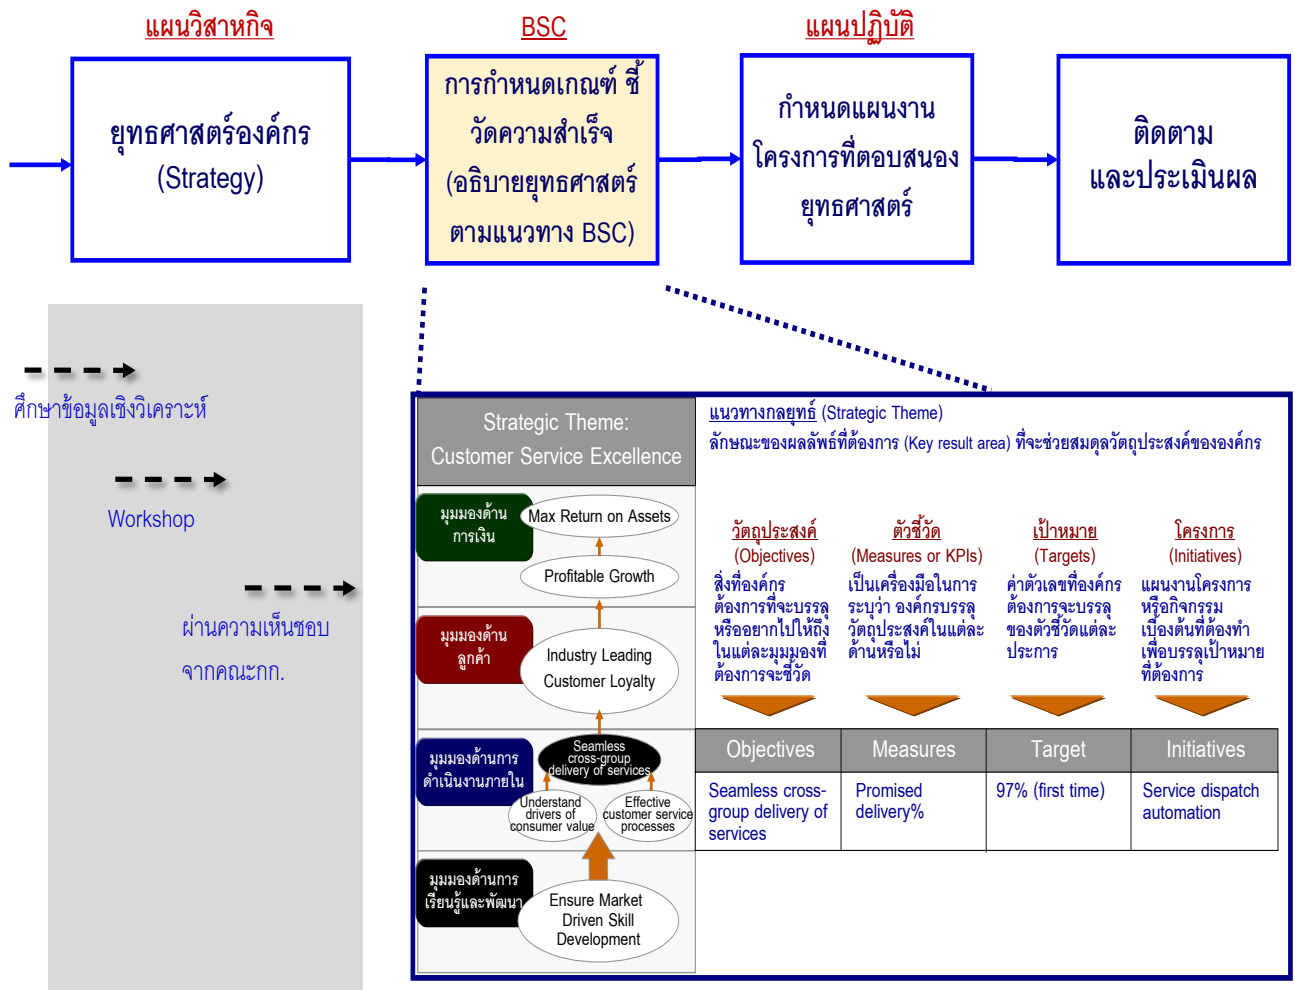 แผนวิสาหกิจ
BSC
แผนปฏิบัติ
ยุทธศาสตร์องค์กร
(Strategy)
การกำหนดเกณฑ์ ชี้
วัดความสำเร็จ
(อธิบายยุทธศาสตร์
ตามแนวทาง BSC)
กำหนดแผนงาน
โครงการที่ตอบสนอง
ยุทธศาสตร์
ติดตาม
และประเมินผล
ศึกษาข้อมูลเชิงวิเคราะห์
Workshop
ผ่านความเห็นชอบ
จากคณะกก.
Strategic Theme:
Customer Service Excellence
แนวทางกลยุทธ์ (Strategic Theme)
ลักษณะของผลลัพธ์ที่ต้องการ (Key result area) ที่จะช่วยสมดุลวัตถุประสงค์ขององค์กร
มุมมองด้าน
การเงิน
Max Return on Assets
Profitable Growth
มุมมองด้าน
ลูกค้า
Industry Leading
Customer Loyalty
มุมมองด้านการ
ดำเนินงานภายใน
Seamless
cross-group
delivery of services
Understand
drivers of
consumer value
Effective
customer service
processes
มุมมองด้านการ
เรียนรู้และพัฒนา
Ensure Market
Driven Skill
Development
วัตถุประสงค์
(Objectives)
สิ่งที่องค์กร
ต้องการที่จะบรรลุ
หรืออยากไปให้ถึง
ในแต่ละมุมมองที่
ต้องการจะชี้วัด
ตัวชี้วัด
(Measures or KPIs)
เป็นเครื่องมือในการ
ระบุว่า องค์กรบรรลุ
วัตถุประสงค์ในแต่ละ
ด้านหรือไม่
เป้าหมาย
(Targets)
ค่าตัวเลขที่องค์กร
ต้องการจะบรรลุ
ของตัวชี้วัดแต่ละ
ประการ
โครงการ
(Initiatives)
แผนงานโครงการ
หรือกิจกรรม
เบื้องต้นที่ต้องทำ
เพื่อบรรลุเป้าหมาย
ที่ต้องการ
Objectives
Measures
Target
Initiatives
Seamless cross-
group delivery of
services
Promised
delivery%
97% (first time)
Service dispatch
automation